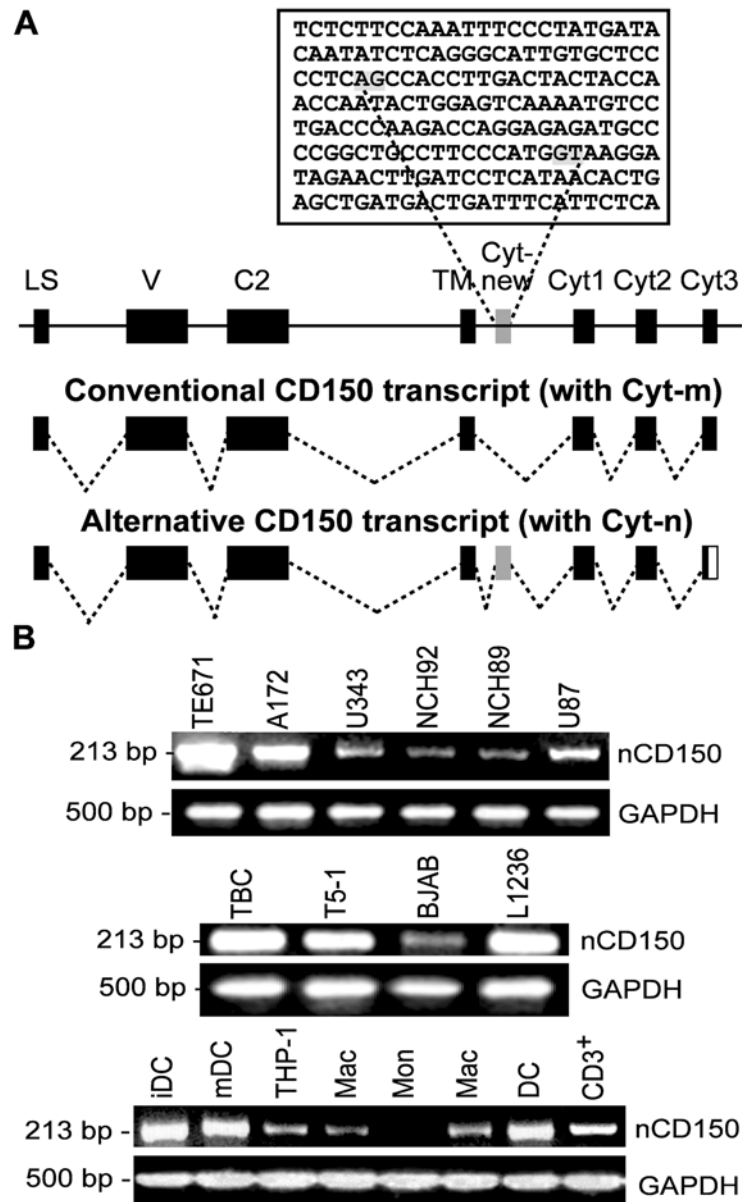 A
TCTCTTCCAAATTTCCCTATGATA
CAATATCTCAGGGCATTGTGCTCC
CCTCAGCCACCTTGACTACTACCA
ACCAATACTGGAGTCAAAATGTCC
TGACCCAAGACCAGGAGAGATGCC
CCGGCTGCCTTCCCATGGTAAGGA
TAGAACTTGATCCTCATAACACTG
AGCTGATGACTGATTTCATTCTCA
LS V C2 TM Cyt-new Cyt1 Cyt2 Cyt3
Conventional CD150 transcript (with Cyt-m)
Alternative CD150 transcript (with Cyt-n)
B
TE671 A172 U343 NCH92 NCH89 U87
213 bp - nCD150
500 bp - GAPDH
TBC T5-1 BJAB L1236
213 bp - nCD150
500 bp - GAPDH
iDC mDC THP-1 Mac Mon Mac DC CD3+
213 bp - nCD150
500 bp - GAPDH